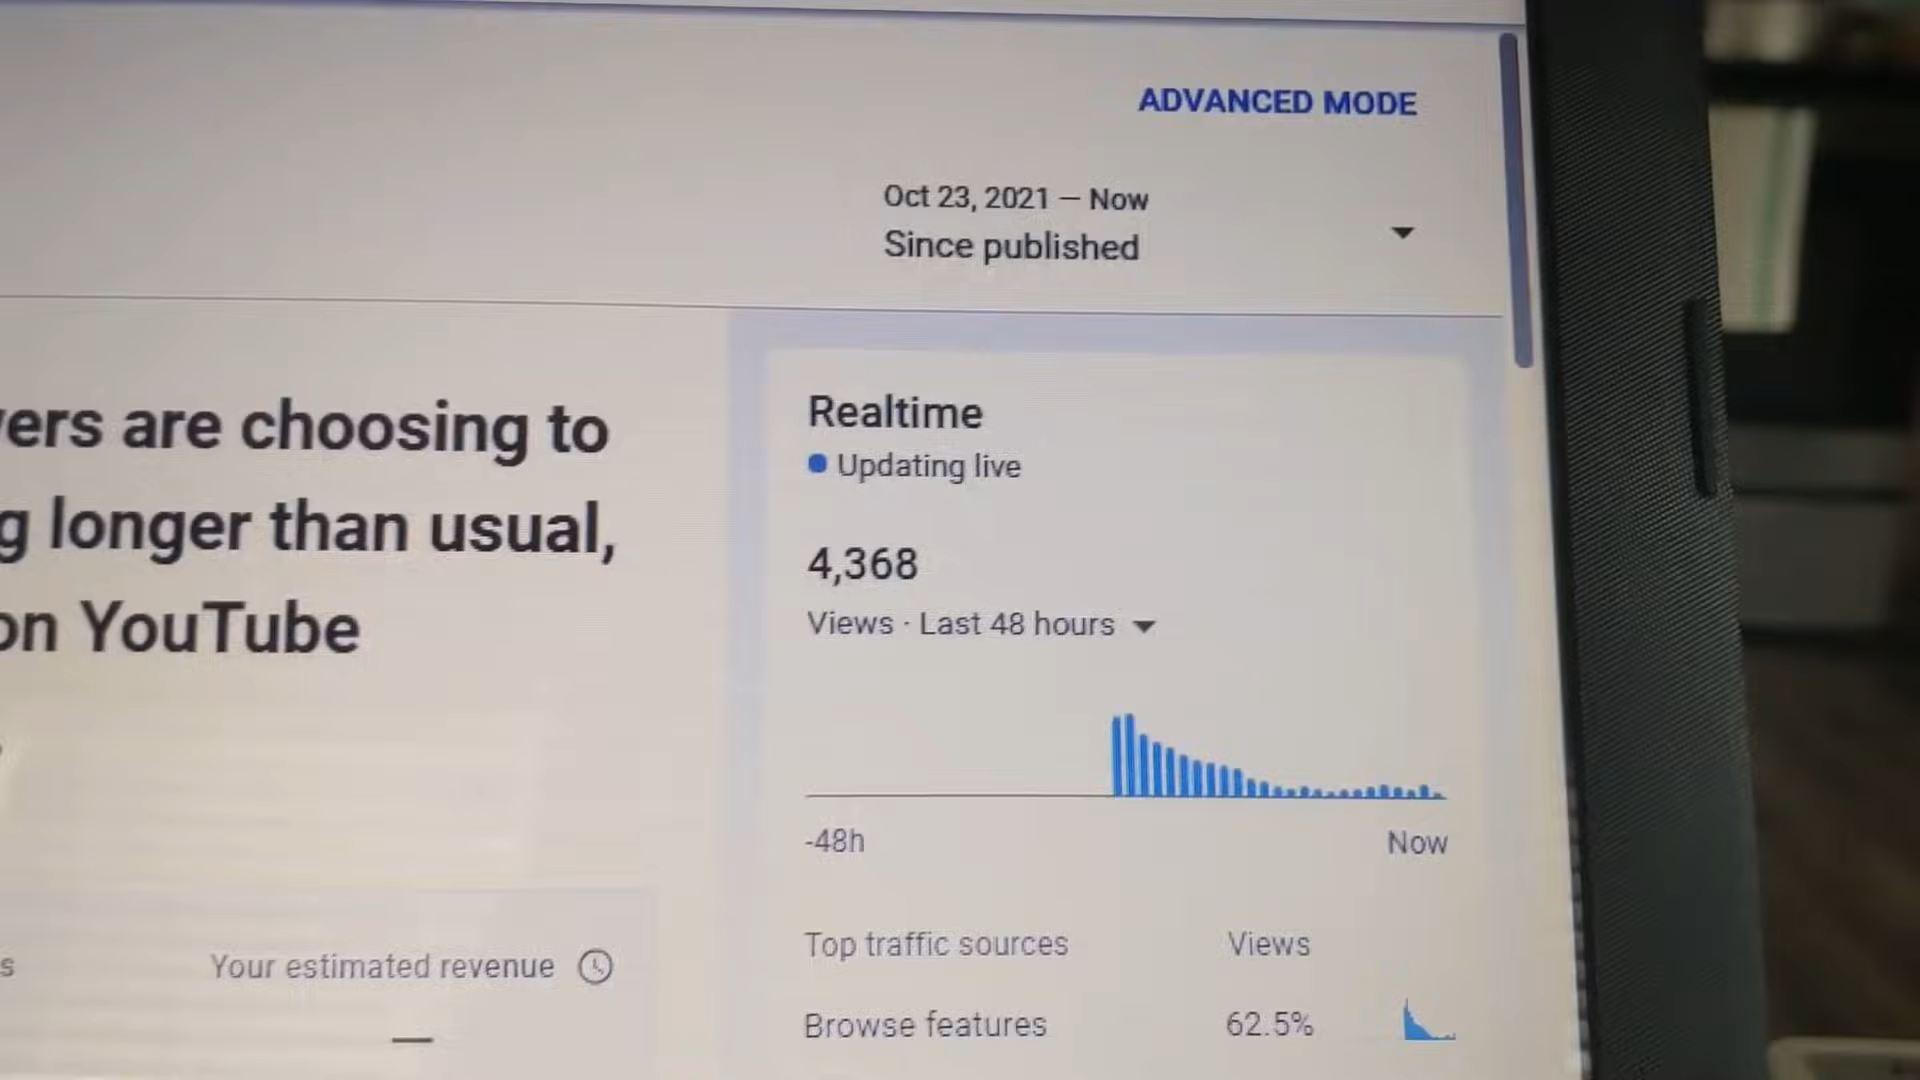 ADVANCED MODE
Oct 23, 2021 – Now
Since published
are choosing to
longer than usual,
on YouTube
Realtime
Updating live
4,368
Views · Last 48 hours
-48h
Now
Top traffic sources
Views
Your estimated revenue
—
Browse features
62.5%